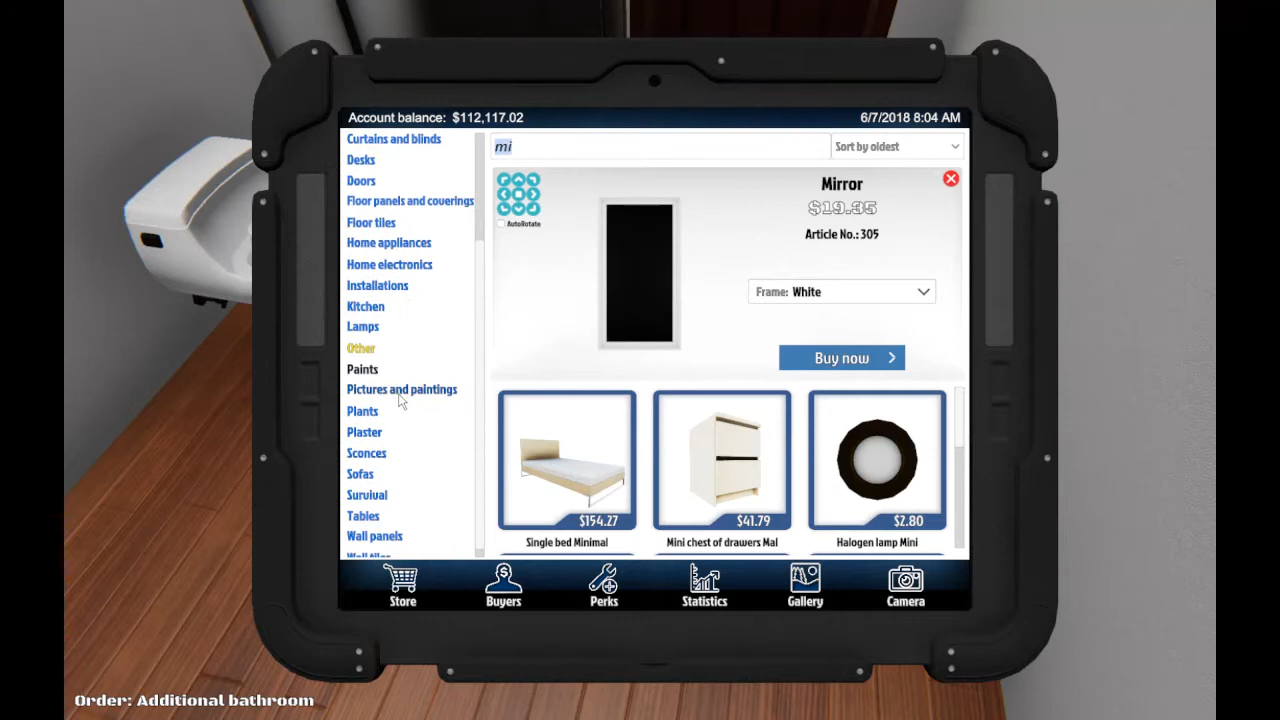 Account balance: $112,117.02
6/7/2018 8:04 AM
Curtains and blinds
Desks
Doors
Floor panels and coverings
Floor tiles
Home appliances
Home electronics
Installations
Kitchen
Lamps
Other
Paints
Pictures and paintings
Plants
Plaster
Sconces
Sofas
Survival
Tables
Wall panels
Wall tiles
mi
Sort by oldest
AutoRotate
Mirror
$19.35
Article No.: 305
Frame: White
Buy now
$154.27
Single bed Minimal
$41.79
Mini chest of drawers Mal
$2.80
Halogen lamp Mini
Store
Buyers
Perks
Statistics
Gallery
Camera
Order: Additional bathroom